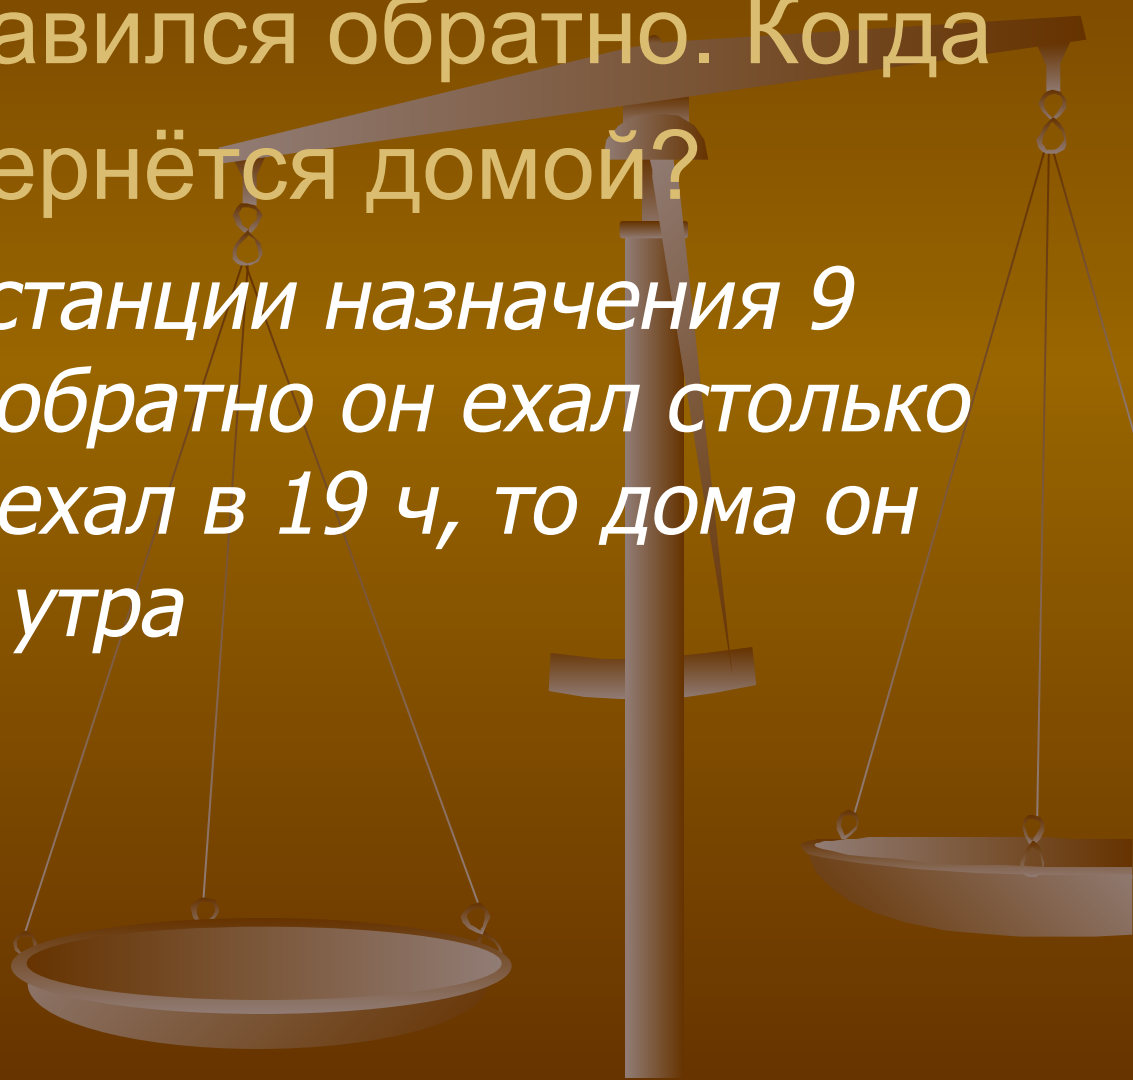 авился обратно. Когда
ернётся домой?
станции назначения 9
обратно он ехал столько
ехал в 19 ч, то дома он
утра